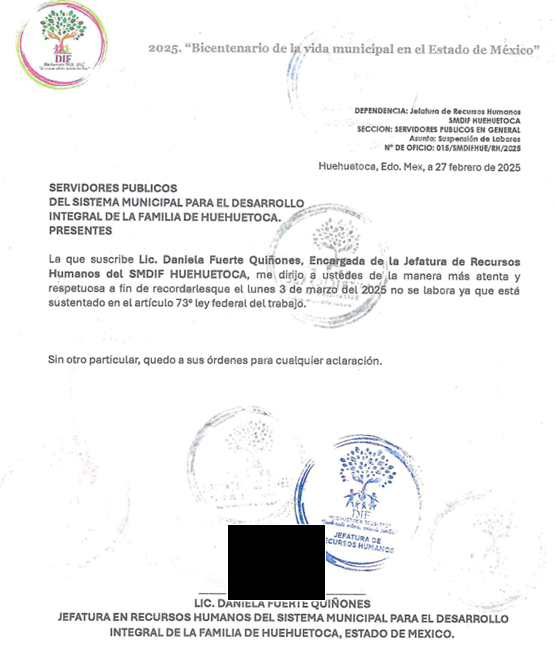 DIF
2025. “Bicentenario de la vida municipal en el Estado de México”
DEPENDENCIA: Jefatura de Recursos Humanos
SMDIF HUEHUETOCA
SECCION: SERVIDORES PUBLICOS EN GENERAL
Asunto: Suspensión de Labores
Nº DE OFICIO: 015/SMDIFHUE/RH/2025
Huehuetoca, Edo. Mex, a 27 febrero de 2025
SERVIDORES PUBLICOS
DEL SISTEMA MUNICIPAL PARA EL DESARROLLO
INTEGRAL DE LA FAMILIA DE HUEHUETOCA.
PRESENTES
La que suscribe Lic. Daniela Fuerte Quiñones, Encargada de la Jefatura de Recursos
Humanos del SMDIF HUEHUETOCA, me dirijo a ustedes de la manera más atenta y
respetuosa a fin de recordarlesque el lunes 3 de marzo del 2025 no se labora ya que está
sustentado en el artículo 73º ley federal del trabajo.
Sin otro particular, quedo a sus órdenes para cualquier aclaración.
DIF
JEFATURA DE
RECURSOS HUMANOS
LIC. DANIELA FUERTE QUIÑONES
JEFATURA EN RECURSOS HUMANOS DEL SISTEMA MUNICIPAL PARA EL DESARROLLO
INTEGRAL DE LA FAMILIA DE HUEHUETOCA, ESTADO DE MEXICO.